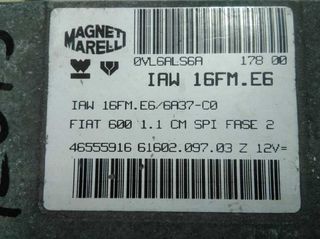 MAGNETI
MARELLI
0VL6ALS6A 178 00
IAW 16FM.E6
IAW 16FM.E6/6A37-C0
FIAT 600 1.1 CM SPI FASE 2
46555916 61602.097.03 Z 12V=